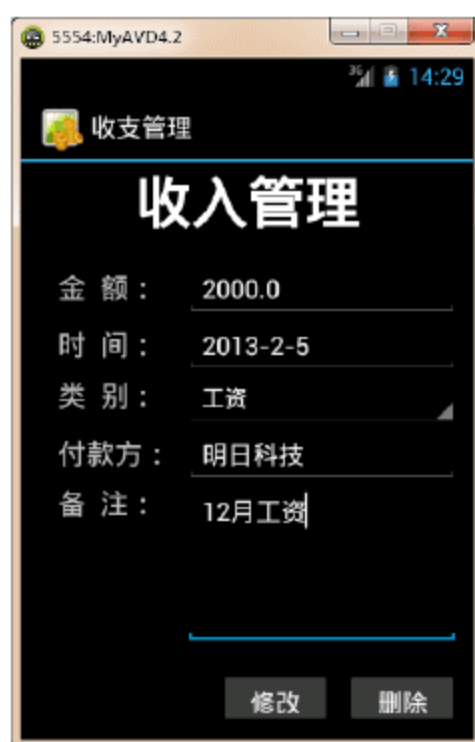 5554:MyAVD4.2
36 14:29
收支管理
收入管理
金 额： 2000.0
时 间： 2013-2-5
类 别： 工资
付款方： 明日科技
备 注： 12月工资
修改 删除